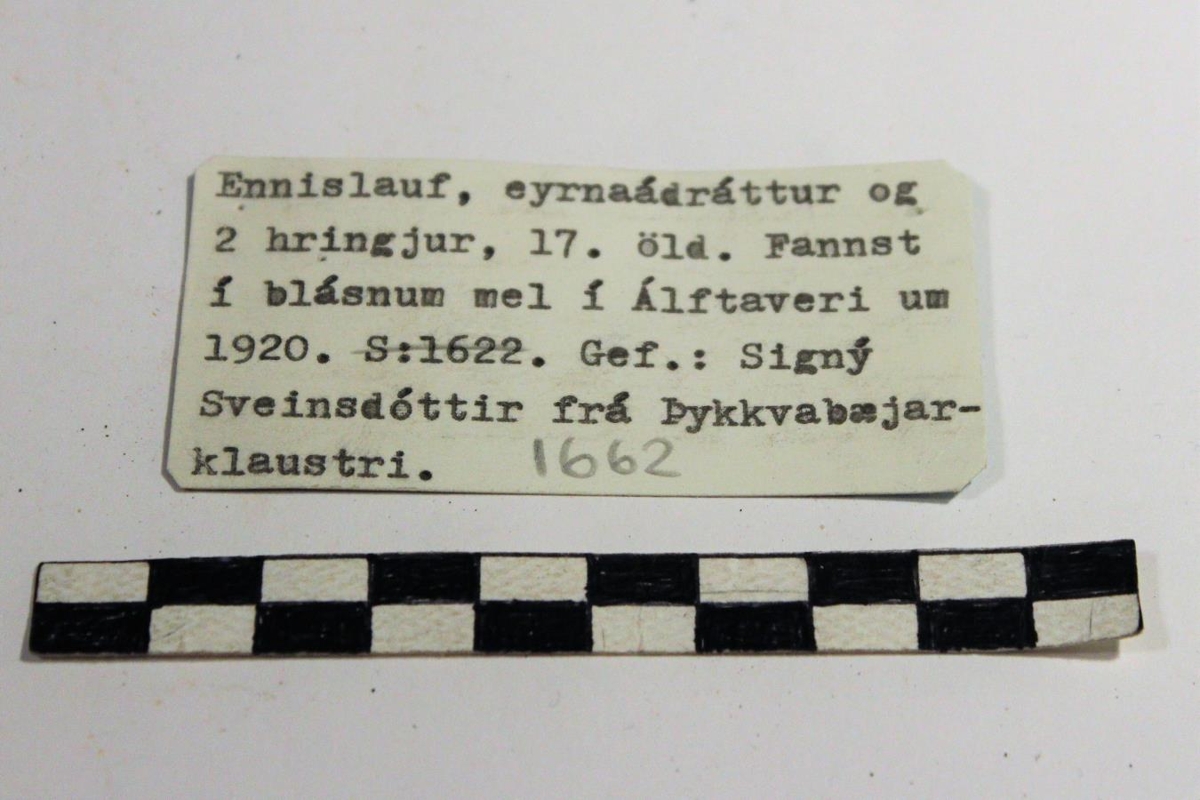 Ennislauf, eyrnaádráttur og
2 hringjur, 17. öld. Fannst
í blásnum mel í Álftaveri um
1920. S:1622. Gef.: Signý
Sveinsdóttir frá Þykkvabæjar-
klaustri. 1662